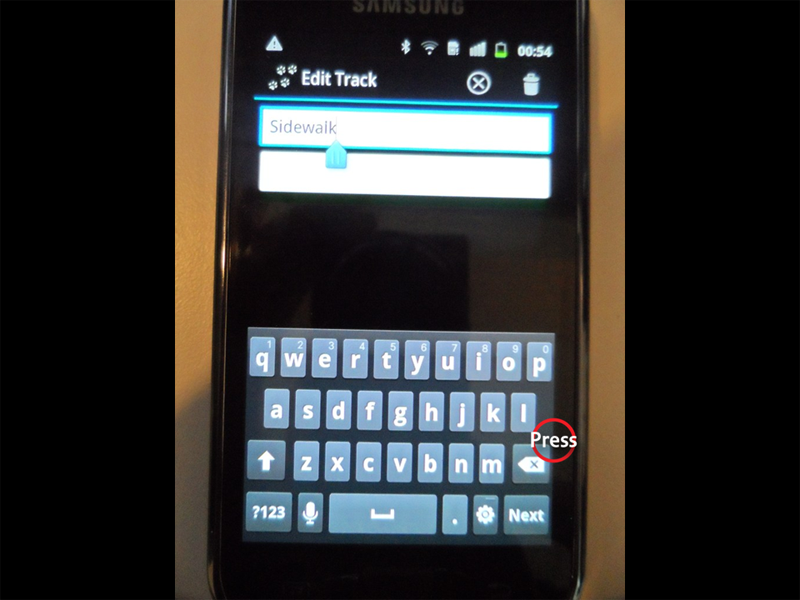 SAMSUNG
00:54
Edit Track
Sidewalk
1 2 3 4 5 6 7 8 9 0
q w e r t y u i o p
a s d f g h j k l
Press
z x c v b n m
?123 . Next